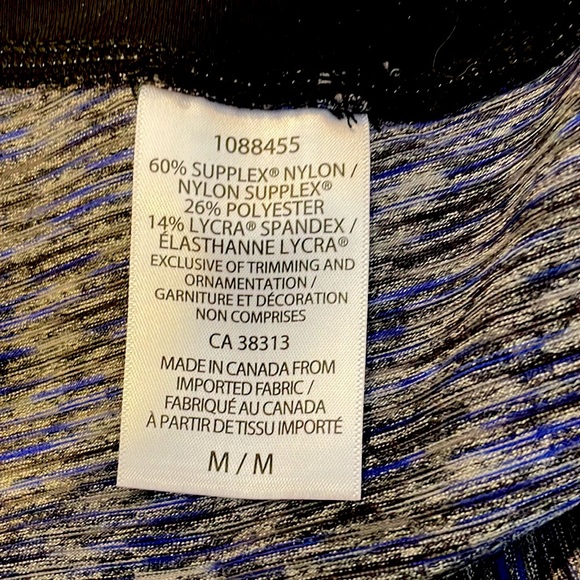 1088455
60% SUPPLEX® NYLON /
NYLON SUPPLEX®
26% POLYESTER
14% LYCRA® SPANDEX /
ÉLASTHANNE LYCRA®
EXCLUSIVE OF TRIMMING AND
ORNAMENTATION /
GARNITURE ET DÉCORATION
NON COMPRISES
CA 38313
MADE IN CANADA FROM
IMPORTED FABRIC /
FABRIQUÉ AU CANADA
À PARTIR DE TISSU IMPORTÉ
M / M